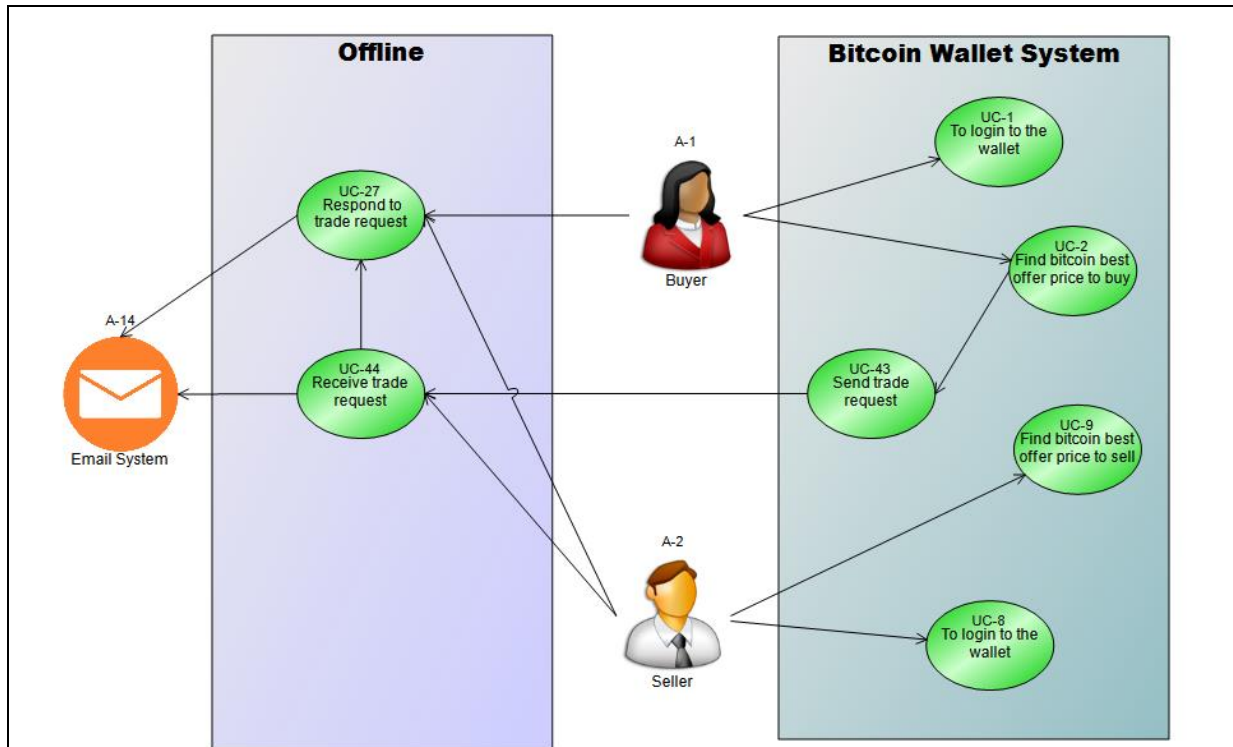 Offline
Bitcoin Wallet System
UC-1
To login to the
wallet
A-1
Buyer
UC-27
Respond to
trade request
UC-2
Find bitcoin best
offer price to buy
A-14
Email System
UC-44
Receive trade
request
UC-43
Send trade
request
UC-9
Find bitcoin best
offer price to sell
A-2
Seller
UC-8
To login to the
wallet